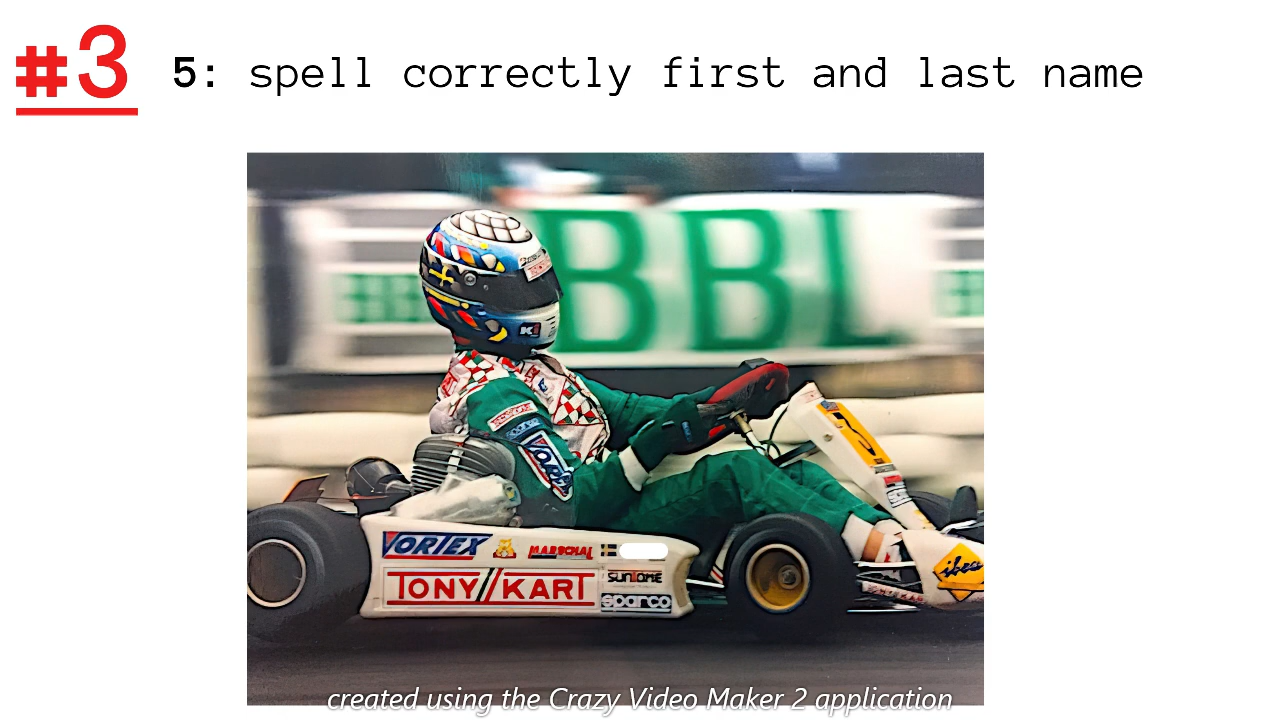 #3
5: spell correctly first and last name
BBL
VORTEX
MARSCHAL
TONY//KART
SUNTOME
sparco
created using the Crazy Video Maker 2 application